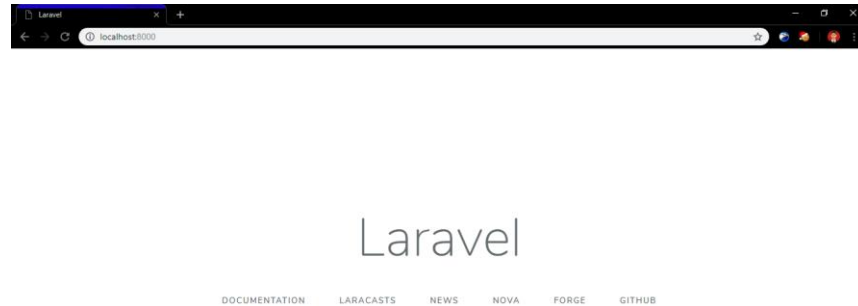 Laravel
localhost:8000
Laravel
DOCUMENTATION LARACASTS NEWS NOVA FORGE GITHUB